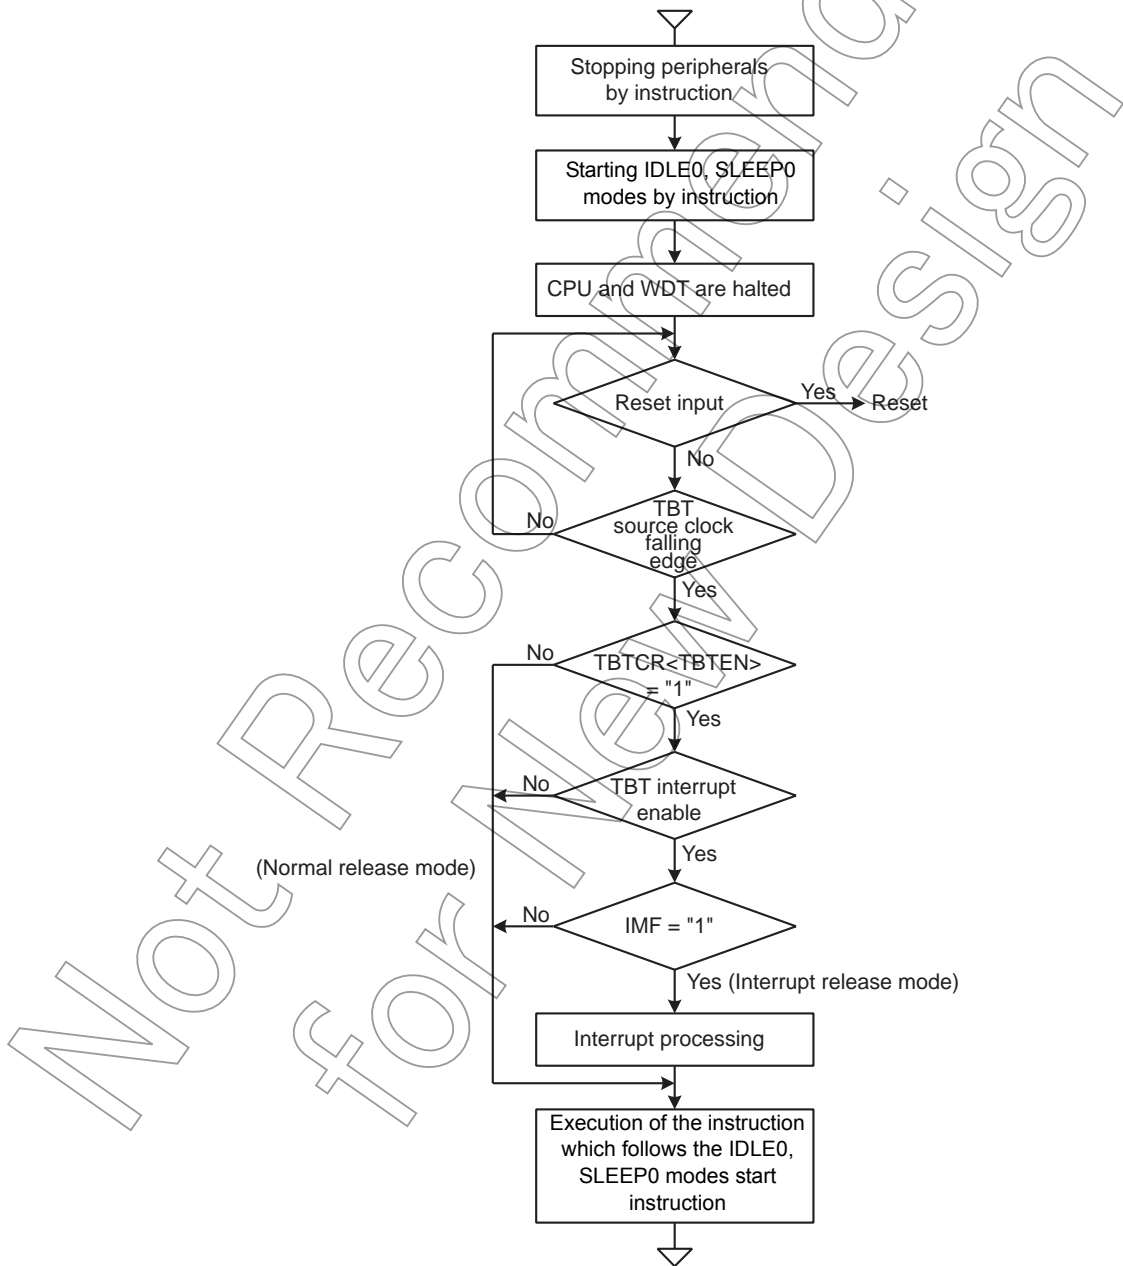 Stopping peripherals
by instruction
Starting IDLE0, SLEEP0
modes by instruction
CPU and WDT are halted
Reset input
Yes
Reset
No
No
TBT
source clock
falling
edge
Yes
No
TBTCR<TBTEN>
= "1"
Yes
No
TBT interrupt
enable
Yes
(Normal release mode)
No
IMF = "1"
Yes (Interrupt release mode)
Interrupt processing
Execution of the instruction
which follows the IDLE0,
SLEEP0 modes start
instruction
Not Recommend
for New Design